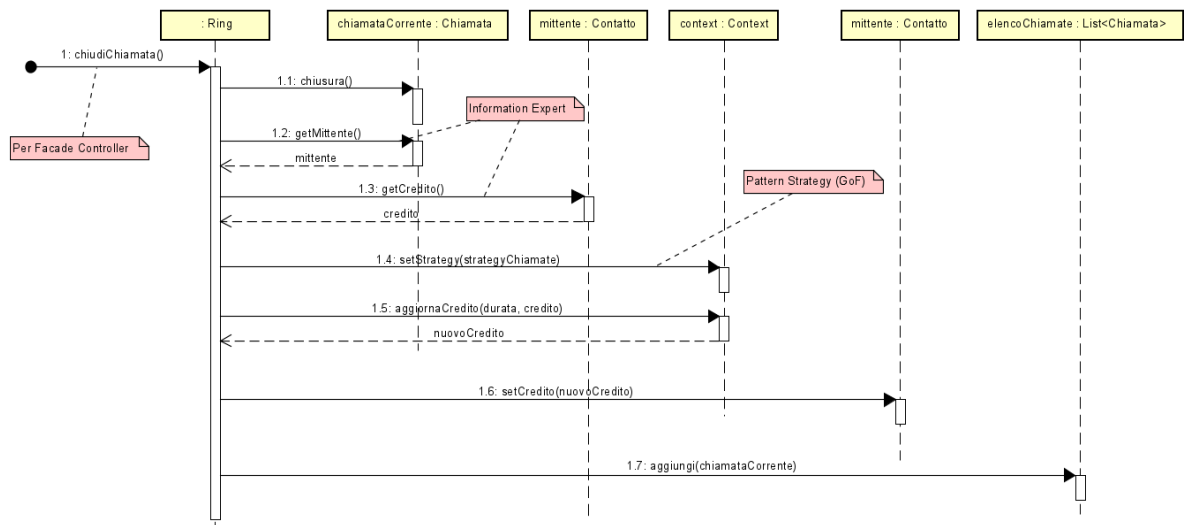 : Ring
chiamataCorrente : Chiamata
mittente : Contatto
context : Context
mittente : Contatto
elencoChiamate : List<Chiamata>
1: chiudiChiamata()
1.1: chiusura()
Information Expert
1.2: getMittente()
Per Facade Controller
mittente
Pattern Strategy (GoF)
1.3: getCredito()
credito
1.4: setStrategy(strategyChiamate)
1.5: aggiornaCredito(durata, credito)
nuovoCredito
1.6: setCredito(nuovoCredito)
1.7: aggiungi(chiamataCorrente)